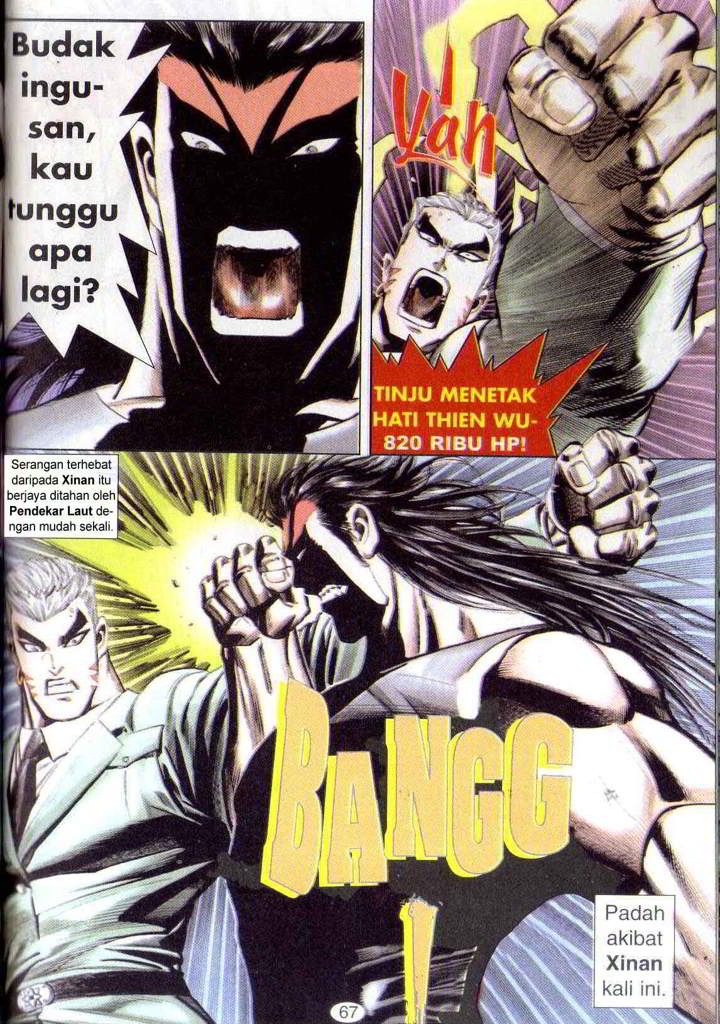 Budak
ingu-
san,
kau
tunggu
apa
lagi?
Yah
TINJU MENETAK
HATI THIEN WU-
820 RIBU HP!
Serangan terhebat
daripada Xinan itu
berjaya ditahan oleh
Pendekar Laut de-
ngan mudah sekali.
BANGG
!
Padah
akibat
Xinan
kali ini.
67